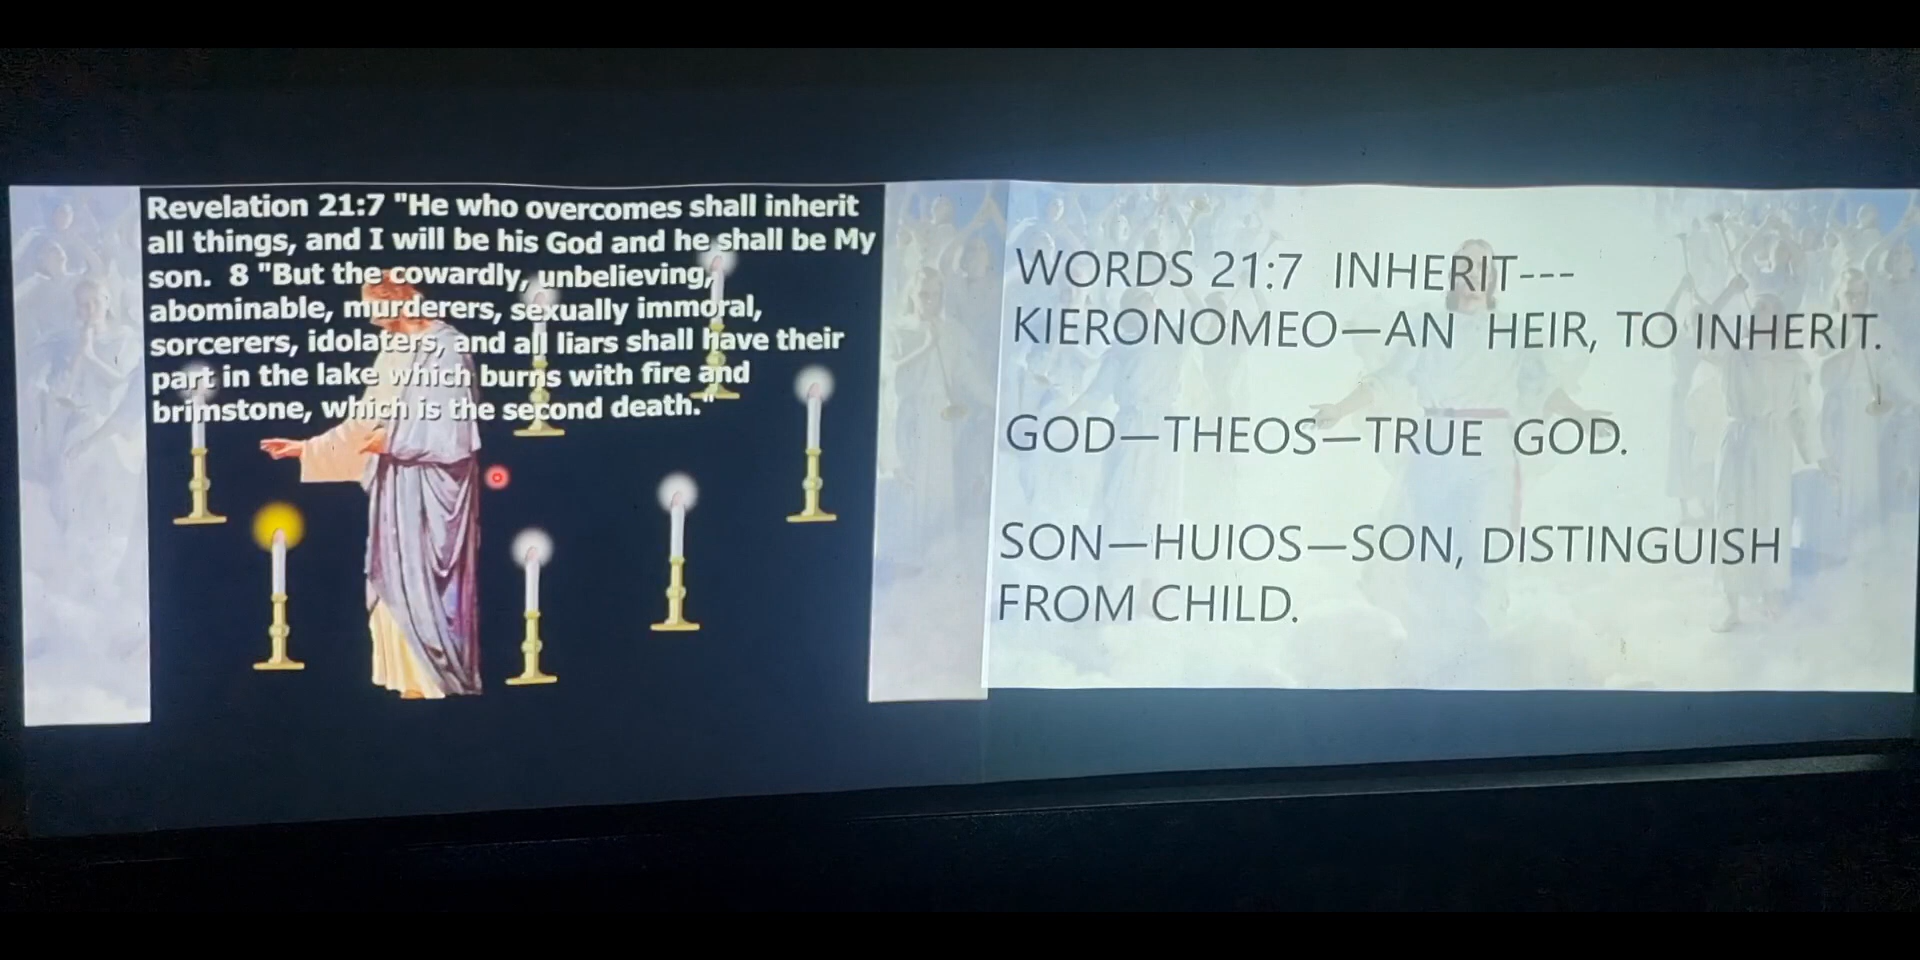 Revelation 21:7 "He who overcomes shall inherit
all things, and I will be his God and he shall be My
son.  8 "But the cowardly, unbelieving,
abominable, murderers, sexually immoral,
sorcerers, idolaters, and all liars shall have their
part in the lake which burns with fire and
brimstone, which is the second death."
WORDS 21:7  INHERIT---
KIERONOMEO—AN  HEIR, TO INHERIT.
GOD—THEOS—TRUE  GOD.
SON—HUIOS—SON, DISTINGUISH
FROM CHILD.